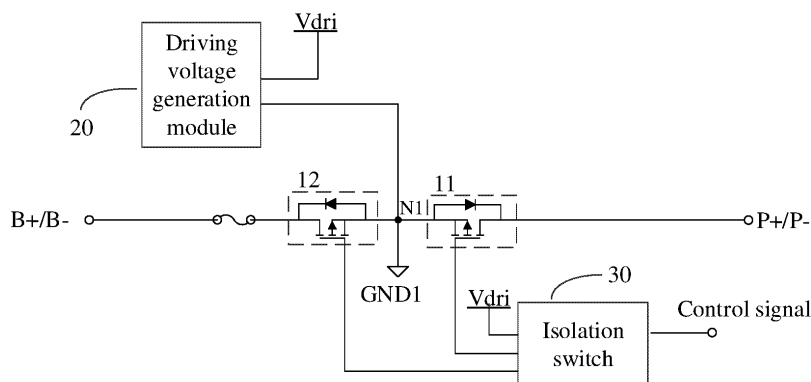 Driving
voltage
generation
module
Vdri
20
12
11
B+/B-
N1
P+/P-
GND1
30
Vdri
Isolation
switch
Control signal